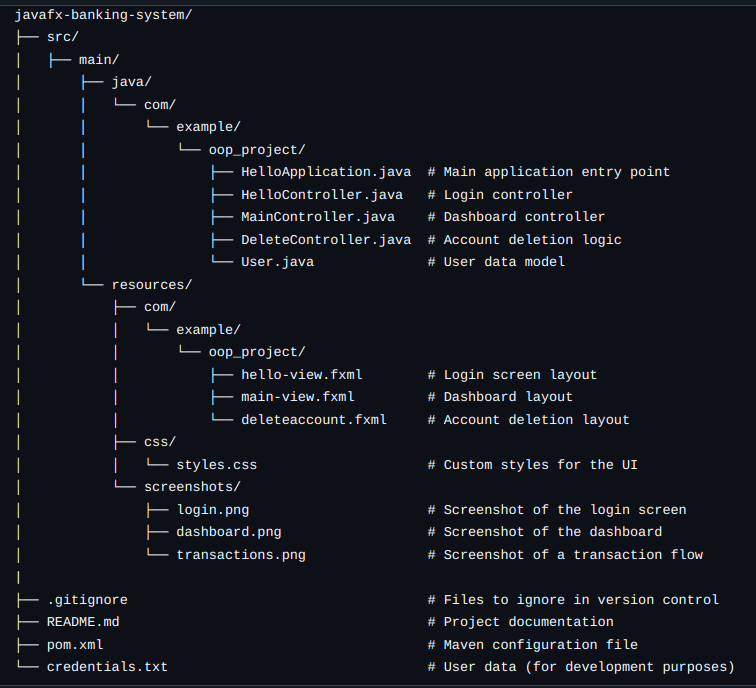 javafx-banking-system/
├── src/
│   ├── main/
│       ├── java/
│       │   └── com/
│       │       └── example/
│       │           └── oop_project/
│       │               ├── HelloApplication.java  # Main application entry point
│       │               ├── HelloController.java   # Login controller
│       │               ├── MainController.java    # Dashboard controller
│       │               ├── DeleteController.java  # Account deletion logic
│       │               └── User.java              # User data model
│       └── resources/
│           ├── com/
│           │   └── example/
│           │       └── oop_project/
│           │           ├── hello-view.fxml        # Login screen layout
│           │           ├── main-view.fxml         # Dashboard layout
│           │           └── deleteaccount.fxml     # Account deletion layout
│           ├── css/
│           │   └── styles.css                     # Custom styles for the UI
│           └── screenshots/
│               ├── login.png                      # Screenshot of the login screen
│               ├── dashboard.png                  # Screenshot of the dashboard
│               └── transactions.png               # Screenshot of a transaction flow
|
├── .gitignore                                     # Files to ignore in version control
├── README.md                                      # Project documentation
├── pom.xml                                        # Maven configuration file
└── credentials.txt                                # User data (for development purposes)